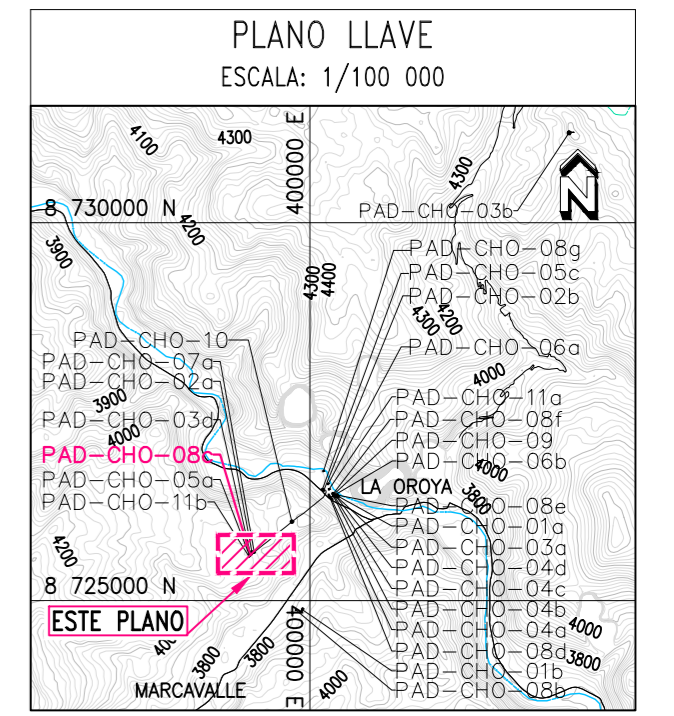 PLANO LLAVE
ESCALA: 1/100 000
4100
4300
400000 E
4300
PAD-CHO-03b
N
8 730000 N
4200
3900
4300
4400
PAD-CHO-08g
PAD-CHO-05c
PAD-CHO-02b
4300
4200
PAD-CHO-10
PAD-CHO-06a
PAD-CHO-07a
PAD-CHO-02a
4000
3900
PAD-CHO-11a
PAD-CHO-03d
PAD-CHO-08f
4000
PAD-CHO-09
PAD-CHO-08c
PAD-CHO-06b
4000
PAD-CHO-05a
LA OROYA
3800
PAD-CHO-11b
PAD-CHO-08e
PAD-CHO-01a
4200
PAD-CHO-03a
PAD-CHO-04d
8 725000 N
PAD-CHO-04c
PAD-CHO-04b
ESTE PLANO
400000 E
PAD-CHO-04a
4000
3800
3800
PAD-CHO-08d
3800
PAD-CHO-01b
MARCAVALLE
4000
PAD-CHO-08b